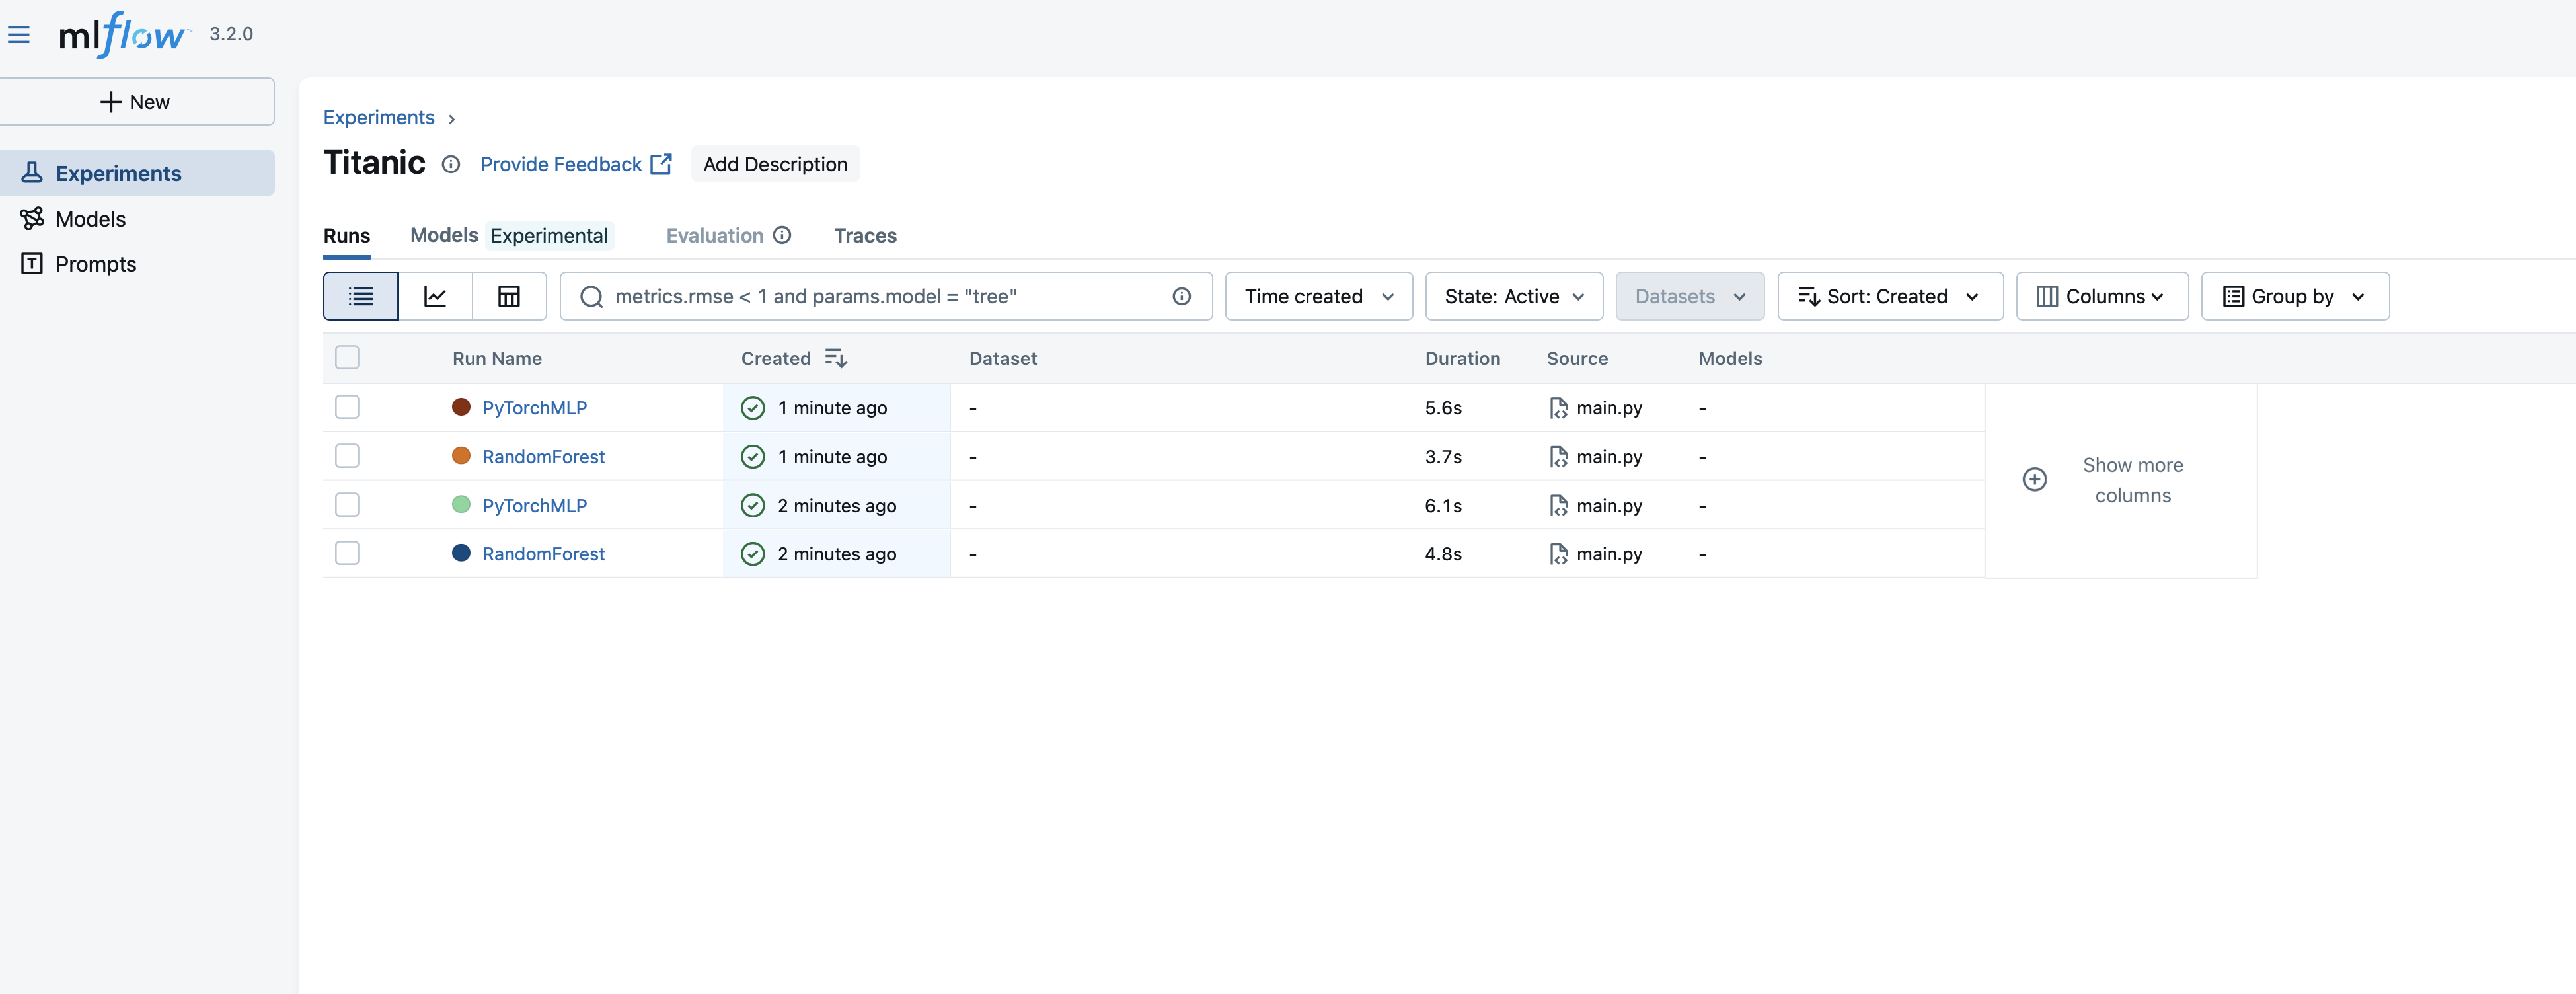 mlflow™ 3.2.0
+ New
Experiments
Models
Prompts
Experiments >
Titanic Provide Feedback Add Description
Runs Models Experimental Evaluation Traces
metrics.rmse < 1 and params.model = "tree" Time created State: Active Datasets Sort: Created Columns Group by
Run Name Created Dataset Duration Source Models
PyTorchMLP 1 minute ago - 5.6s main.py -
RandomForest 1 minute ago - 3.7s main.py -
PyTorchMLP 2 minutes ago - 6.1s main.py -
RandomForest 2 minutes ago - 4.8s main.py -
Show more
columns